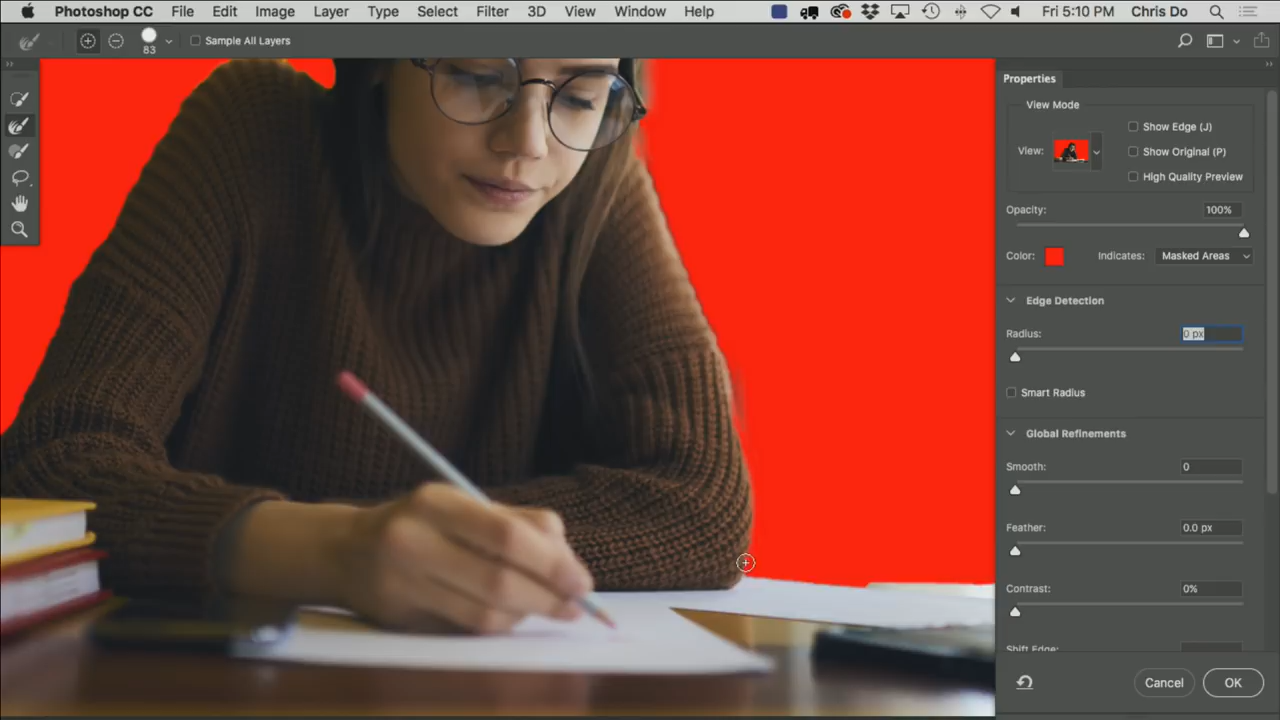 Photoshop CC File Edit Image Layer Type Select Filter 3D View Window Help Fri 5:10 PM Chris Do
83 Sample All Layers
Properties
View Mode
Show Edge (J)
View:
Show Original (P)
High Quality Preview
Opacity: 100%
Color: Indicates: Masked Areas
Edge Detection
Radius: 0 px
Smart Radius
Global Refinements
Smooth: 0
Feather: 0.0 px
Contrast: 0%
Shift Edge:
Cancel OK